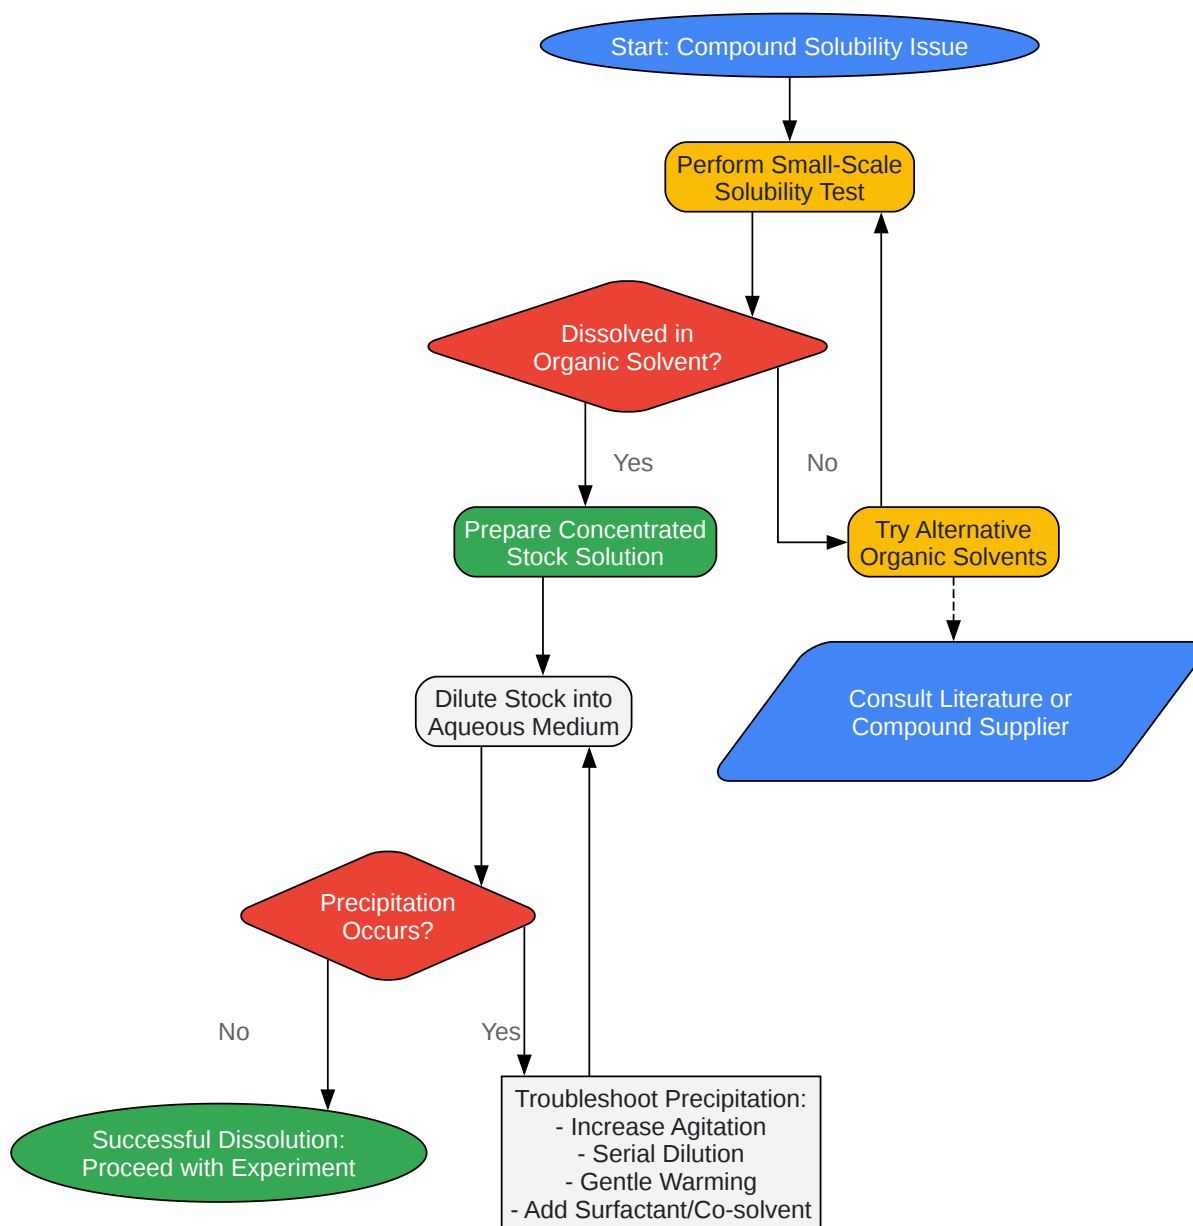 Start: Compound Solubility Issue
Perform Small-Scale
Solubility Test
Dissolved in
Organic Solvent?
Yes
No
Prepare Concentrated
Stock Solution
Try Alternative
Organic Solvents
Dilute Stock into
Aqueous Medium
Consult Literature or
Compound Supplier
Precipitation
Occurs?
No
Yes
Successful Dissolution:
Proceed with Experiment
Troubleshoot Precipitation:
- Increase Agitation
- Serial Dilution
- Gentle Warming
- Add Surfactant/Co-solvent